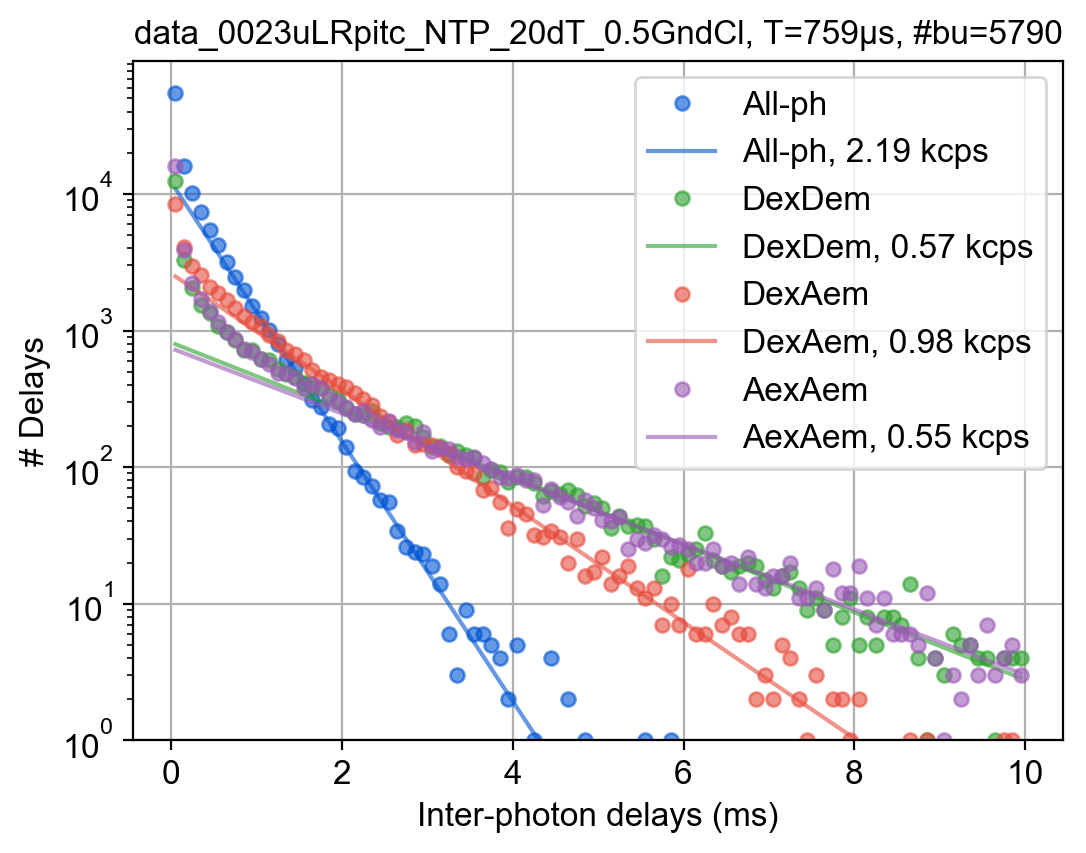 data_0023uLRpitc_NTP_20dT_0.5GndCl, T=759µs, #bu=5790
All-ph
All-ph, 2.19 kcps
DexDem
DexDem, 0.57 kcps
DexAem
DexAem, 0.98 kcps
AexAem
AexAem, 0.55 kcps
# Delays
10^4
10^3
10^2
10^1
10^0
0 2 4 6 8 10
Inter-photon delays (ms)